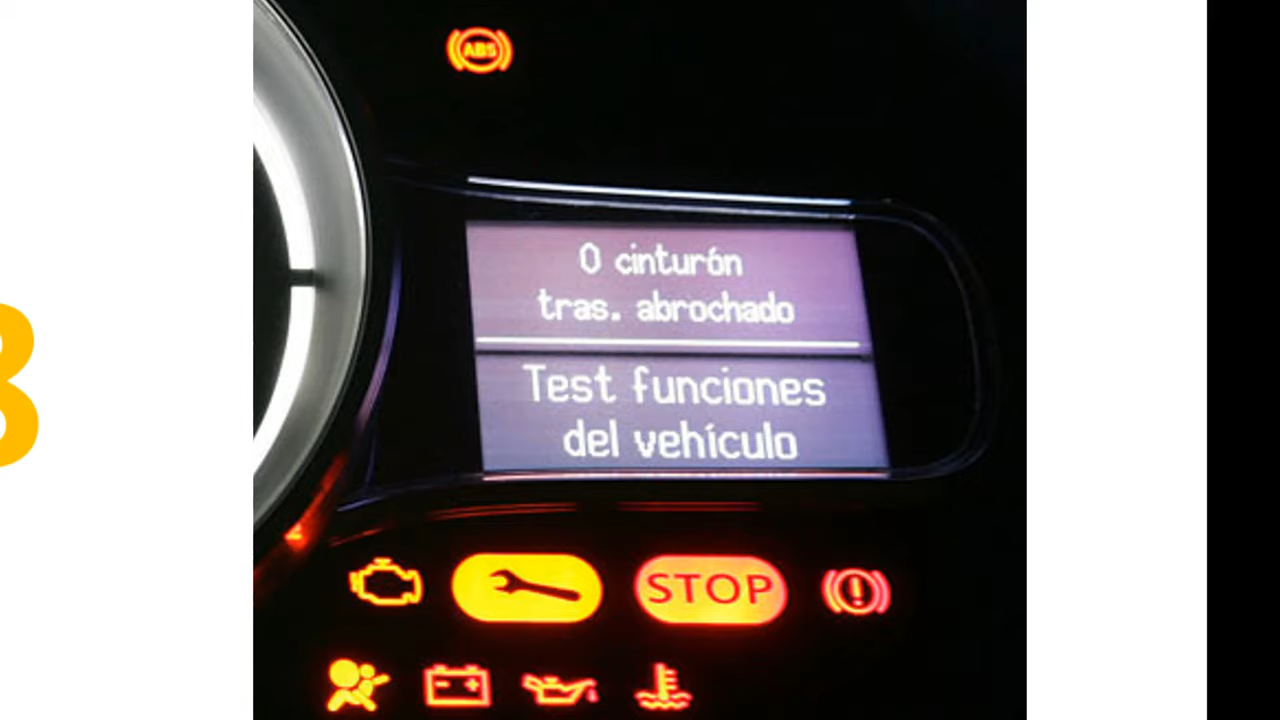 ABS
0 cinturón
tras. abrochado
Test funciones
del vehículo
STOP